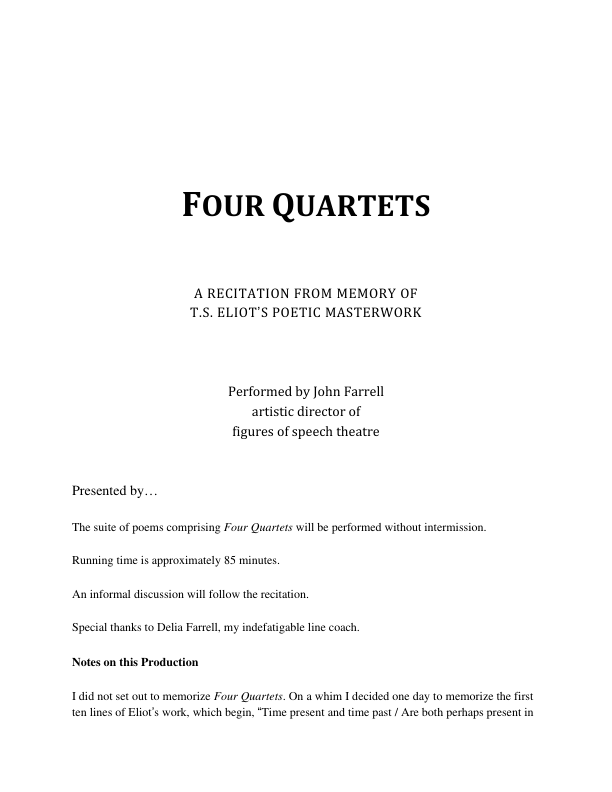 FOUR QUARTETS
A RECITATION FROM MEMORY OF
T.S. ELIOT'S POETIC MASTERWORK
Performed by John Farrell
artistic director of
figures of speech theatre
Presented by…
The suite of poems comprising Four Quartets will be performed without intermission.
Running time is approximately 85 minutes.
An informal discussion will follow the recitation.
Special thanks to Delia Farrell, my indefatigable line coach.
Notes on this Production
I did not set out to memorize Four Quartets. On a whim I decided one day to memorize the first
ten lines of Eliot's work, which begin, “Time present and time past / Are both perhaps present in